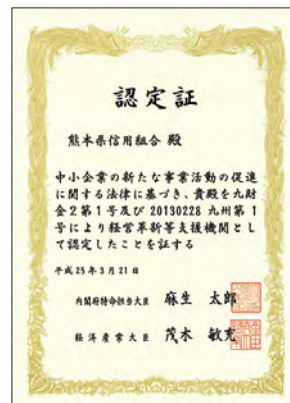 認定証
熊本県信用組合 殿
中小企業の新たな事業活動の促進
に関する法律に基づき、貴殿を九財
金2第1号及び20130228九州第1
号により経営革新等支援機関とし
て認定したことを証する
平成25年3月21日
内閣府特命担当大臣 麻生 太郎
経済産業大臣 茂木 敏充